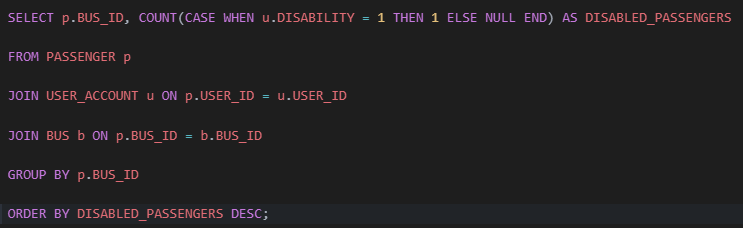 SELECT p.BUS_ID, COUNT(CASE WHEN u.DISABILITY = 1 THEN 1 ELSE NULL END) AS DISABLED_PASSENGERS
FROM PASSENGER p
JOIN USER_ACCOUNT u ON p.USER_ID = u.USER_ID
JOIN BUS b ON p.BUS_ID = b.BUS_ID
GROUP BY p.BUS_ID
ORDER BY DISABLED_PASSENGERS DESC;